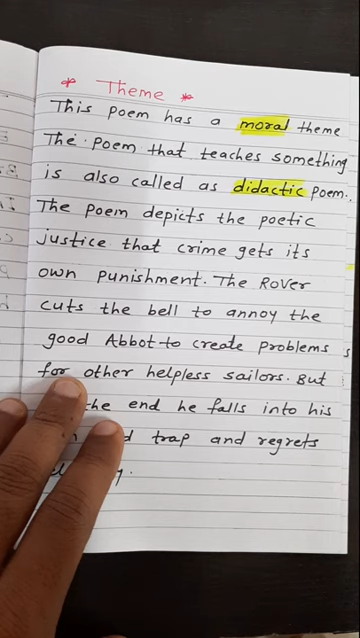 * Theme *
This poem has a moral theme
The poem that teaches something
is also called as didactic poem.
The poem depicts the poetic
justice that crime gets its
own punishment. The Rover
cuts the bell to annoy the
good Abbot to create problems
for other helpless sailors. But
the end he falls into his
trap and regrets